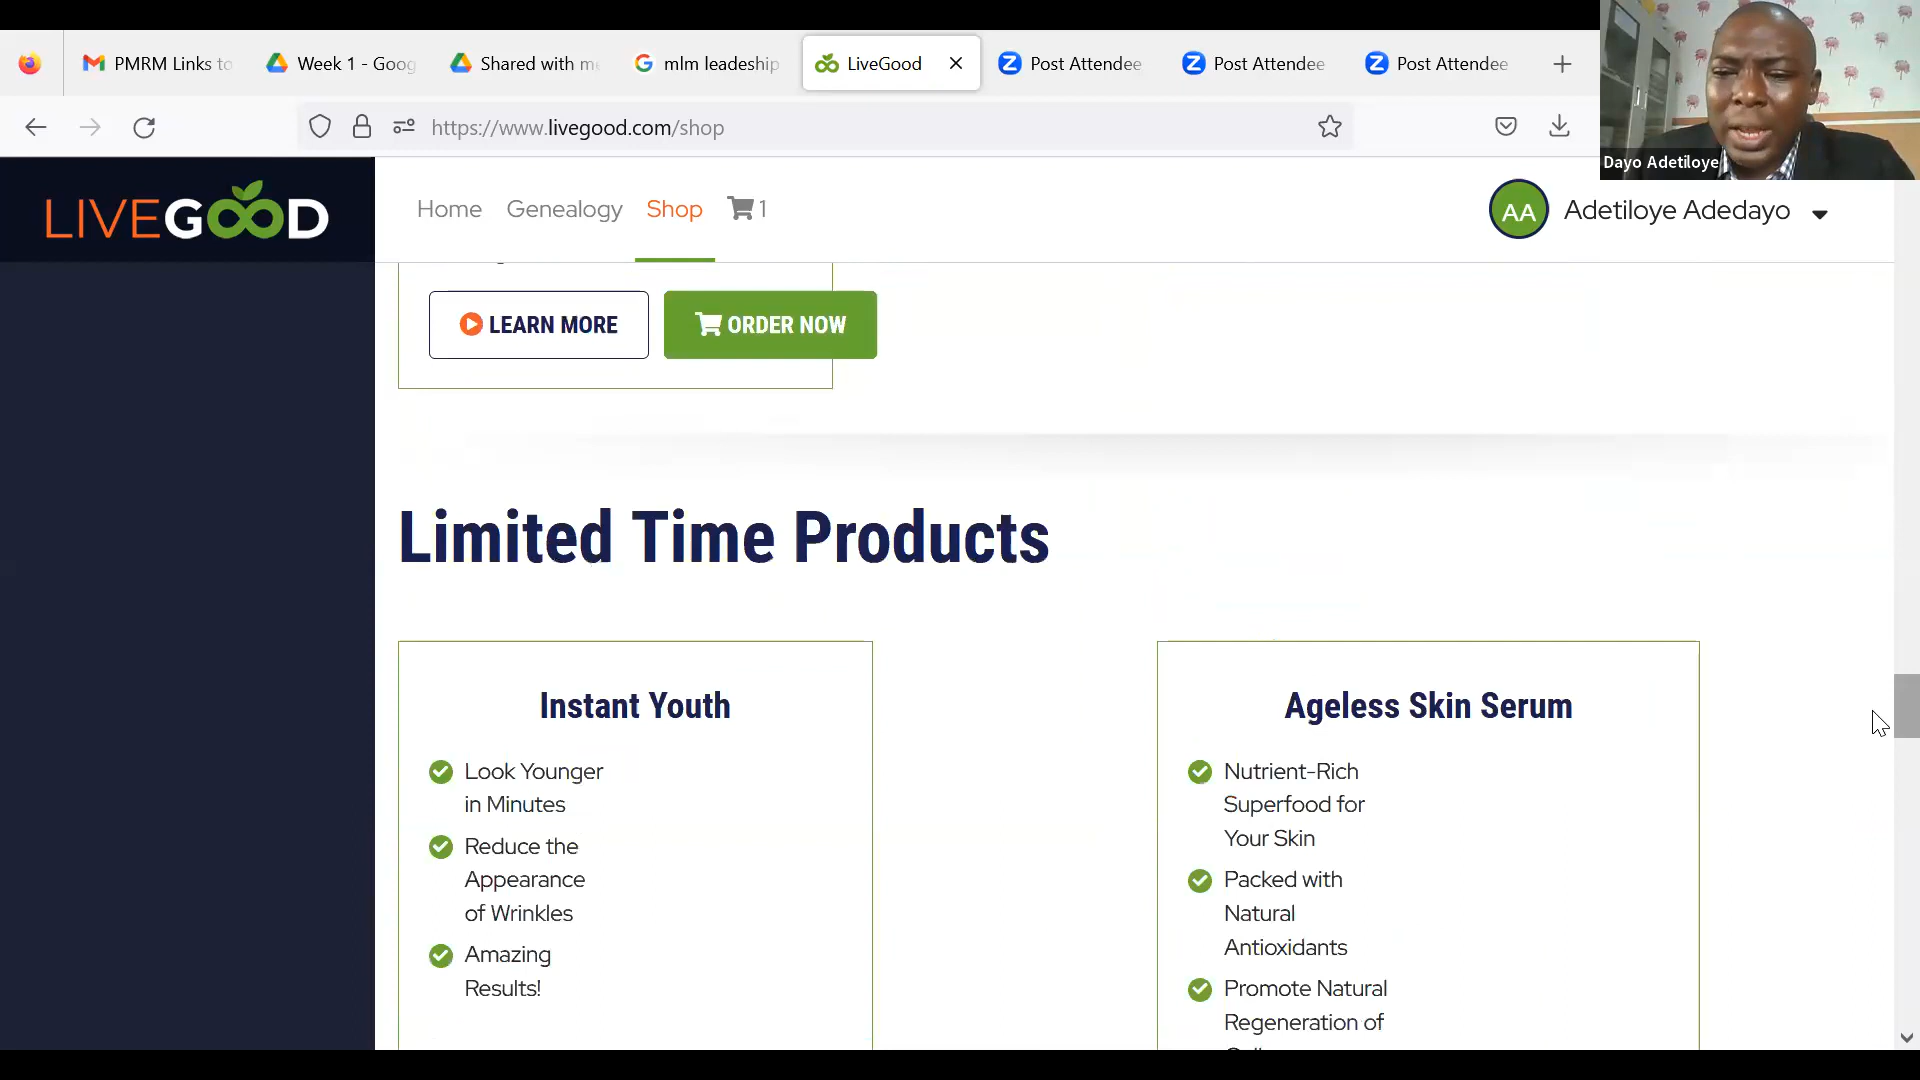 PMRM Links to
Week 1 - Goog
Shared with me
mlm leadeship
LiveGood
Post Attendee
Post Attendee
Post Attendee
https://www.livegood.com/shop
Dayo Adetiloye
LIVEGOOD
Home
Genealogy
Shop
1
AA
Adetiloye Adedayo
LEARN MORE
ORDER NOW
Limited Time Products
Instant Youth
Look Younger
in Minutes
Reduce the
Appearance
of Wrinkles
Amazing
Results!
Ageless Skin Serum
Nutrient-Rich
Superfood for
Your Skin
Packed with
Natural
Antioxidants
Promote Natural
Regeneration of